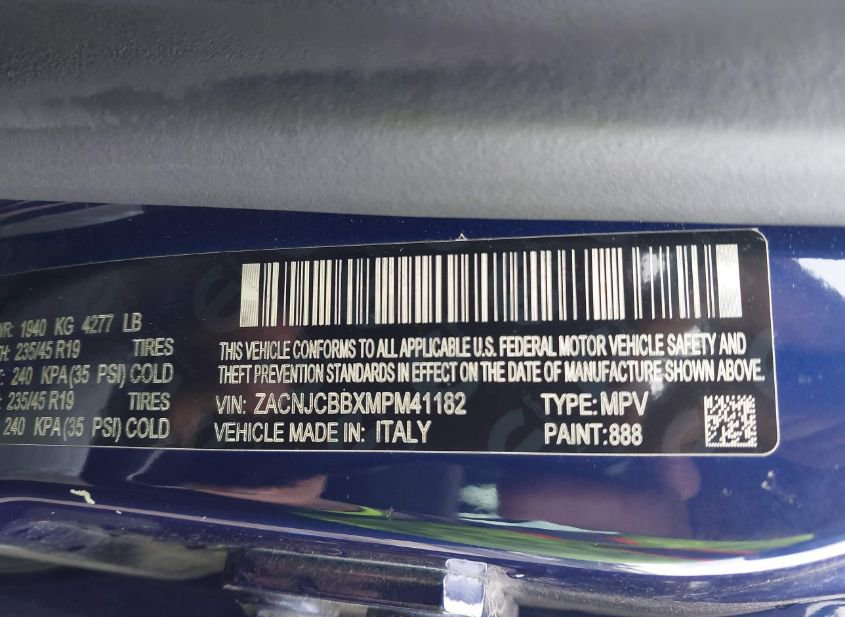 WR: 1940 KG 4277 LB
TH: 235/45 R19 TIRES
T: 240 KPA(35 PSI) COLD
: 235/45 R19 TIRES
240 KPA(35 PSI) COLD
THIS VEHICLE CONFORMS TO ALL APPLICABLE U.S. FEDERAL MOTOR VEHICLE SAFETY AND
THEFT PREVENTION STANDARDS IN EFFECT ON THE DATE OF MANUFACTURE SHOWN ABOVE.
VIN: ZACNJCBBXMPM41182 TYPE: MPV
VEHICLE MADE IN: ITALY PAINT:888